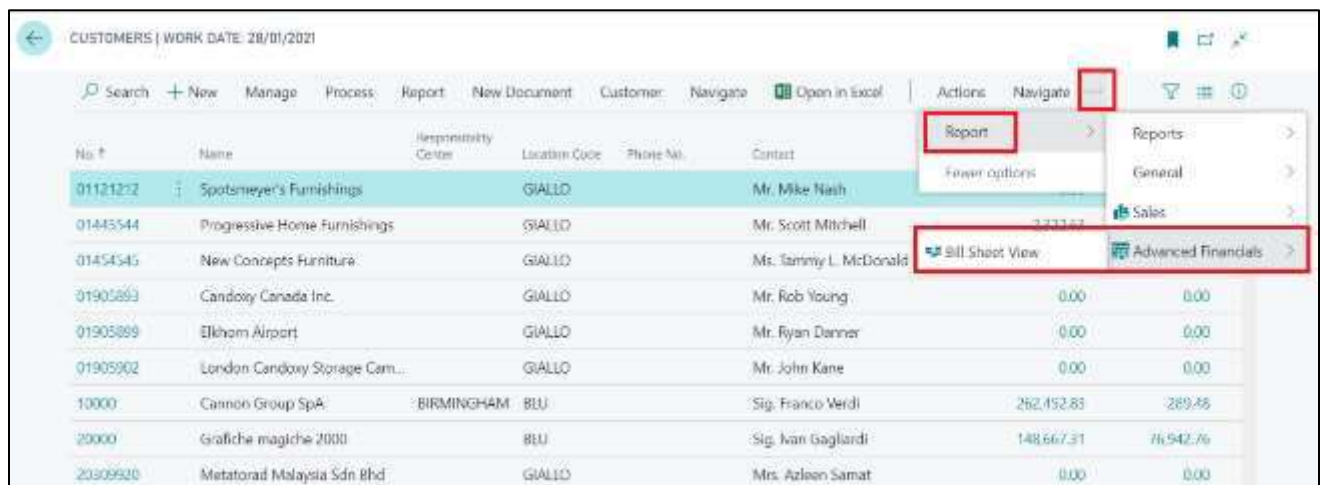 CUSTOMERS | WORK DATE: 28/01/2021
Search + New Manage Process Report New Document Customer Navigate Open in Excel | Actions Navigate ...
Report > Reports >
Fewer options General >
Sales >
Bill Sheet View Advanced Financials >
No. ↑ Name Responsibility Center Location Code Phone No. Contact
01121212 Spotsmeyer's Furnishings GIALLO Mr. Mike Nash
01445544 Progressive Home Furnishings GIALLO Mr. Scott Mitchell
01454545 New Concepts Furniture GIALLO Ms. Tammy L. McDonald
01905893 Candoxy Canada Inc. GIALLO Mr. Rob Young 0.00 0.00
01905899 Elkhorn Airport GIALLO Mr. Ryan Danner 0.00 0.00
01905902 London Candoxy Storage Cam... GIALLO Mr. John Kane 0.00 0.00
10000 Cannon Group SpA BIRMINGHAM BLU Sig. Franco Verdi 262,452.83 289.48
20000 Grafiche magiche 2000 BLU Sig. Ivan Gagliardi 148,667.31 76,942.76
20309920 Metatorad Malaysia Sdn Bhd GIALLO Mrs. Azleen Samat 0.00 0.00